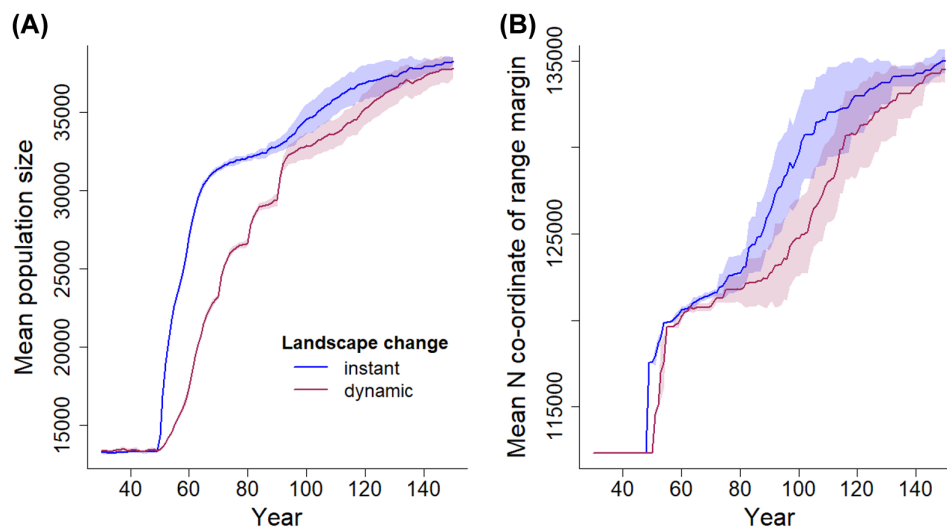 (A)
Mean population size
35000
30000
25000
20000
15000
40 60 80 100 120 140
Year
Landscape change
instant
dynamic
(B)
Mean N co-ordinate of range margin
135000
125000
115000
40 60 80 100 120 140
Year